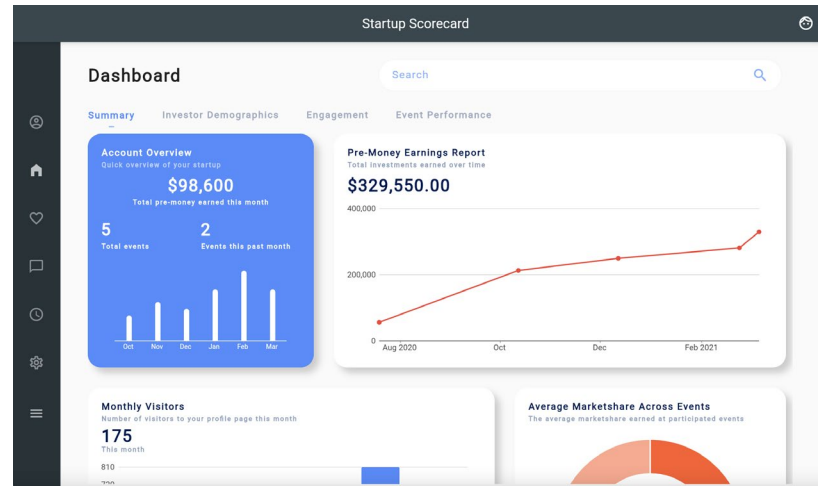 Startup Scorecard
Dashboard
Search
Summary
Investor Demographics
Engagement
Event Performance
Account Overview
Quick overview of your startup
$98,600
Total pre-money earned this month
5
Total events
2
Events this past month
Oct Nov Dec Jan Feb Mar
Pre-Money Earnings Report
Total investments earned over time
$329,550.00
400,000
200,000
0
Aug 2020 Oct Dec Feb 2021
Monthly Visitors
Number of visitors to your profile page this month
175
This month
810
720
Average Marketshare Across Events
The average marketshare earned at participated events